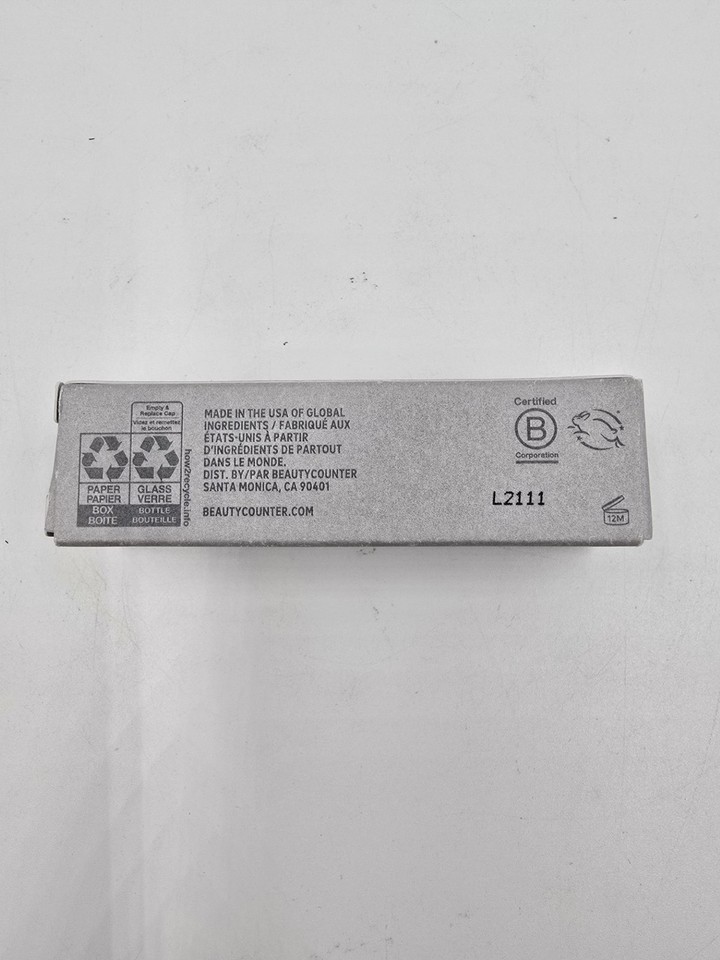 Empty &
Replace Cap
Videz et remettez
le bouchon
PAPER
PAPIER
BOX
BOÎTE
GLASS
VERRE
BOTTLE
BOUTEILLE
how2recycle.info
MADE IN THE USA OF GLOBAL
INGREDIENTS / FABRIQUÉ AUX
ÉTATS-UNIS À PARTIR
D'INGRÉDIENTS DE PARTOUT
DANS LE MONDE.
DIST. BY/PAR BEAUTYCOUNTER
SANTA MONICA, CA 90401
BEAUTYCOUNTER.COM
Certified
B
Corporation
L2111
12M